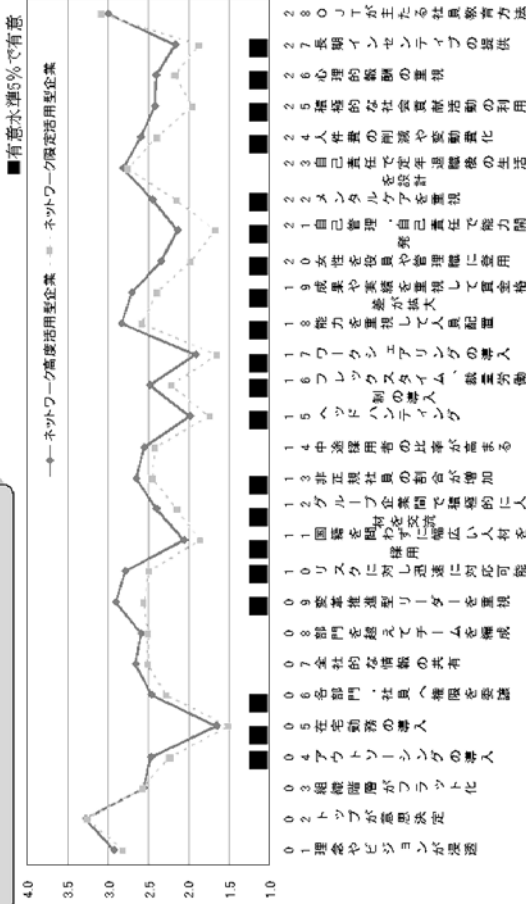 ■有意水準5%で有意
ネットワーク高度活用型企業
ネットワーク限定活用型企業
4.0
3.5
3.0
2.5
2.0
1.5
1.0
01理念やビジョンが浸透
02トップが意思決定
03組織階層がフラット化
04アウトソーシングの導入
05在宅勤務の導入
06各部門・社員へ権限を委譲
07全社的な情報の共有
08部門を越えてチームを編成
09変革推進型リーダーを重視
10リスクに対し迅速に対応可能
11国籍を問わずに幅広い人材を
採用
12グループ企業間で積極的に人
材を交流
13非正規社員の割合が増加
14中途採用者の比率が高まる
15ヘッドハンティング
16フレックスタイム、裁量労働
制の導入
17ワークシェアリングの導入
18能力を重視して人員配置
19成果や実績を重視して賃金格
差が拡大
20女性を役員や管理職に登用
21自己管理・自己責任で能力開
発
22メンタルケアを重視
23自己責任で定年退職後の生活
を設計
24人件費の削減や変動費化
25積極的な社会貢献活動の利用
26心理的報酬の重視
27長期インセンティブの提供
28OJTが主たる社員教育方法